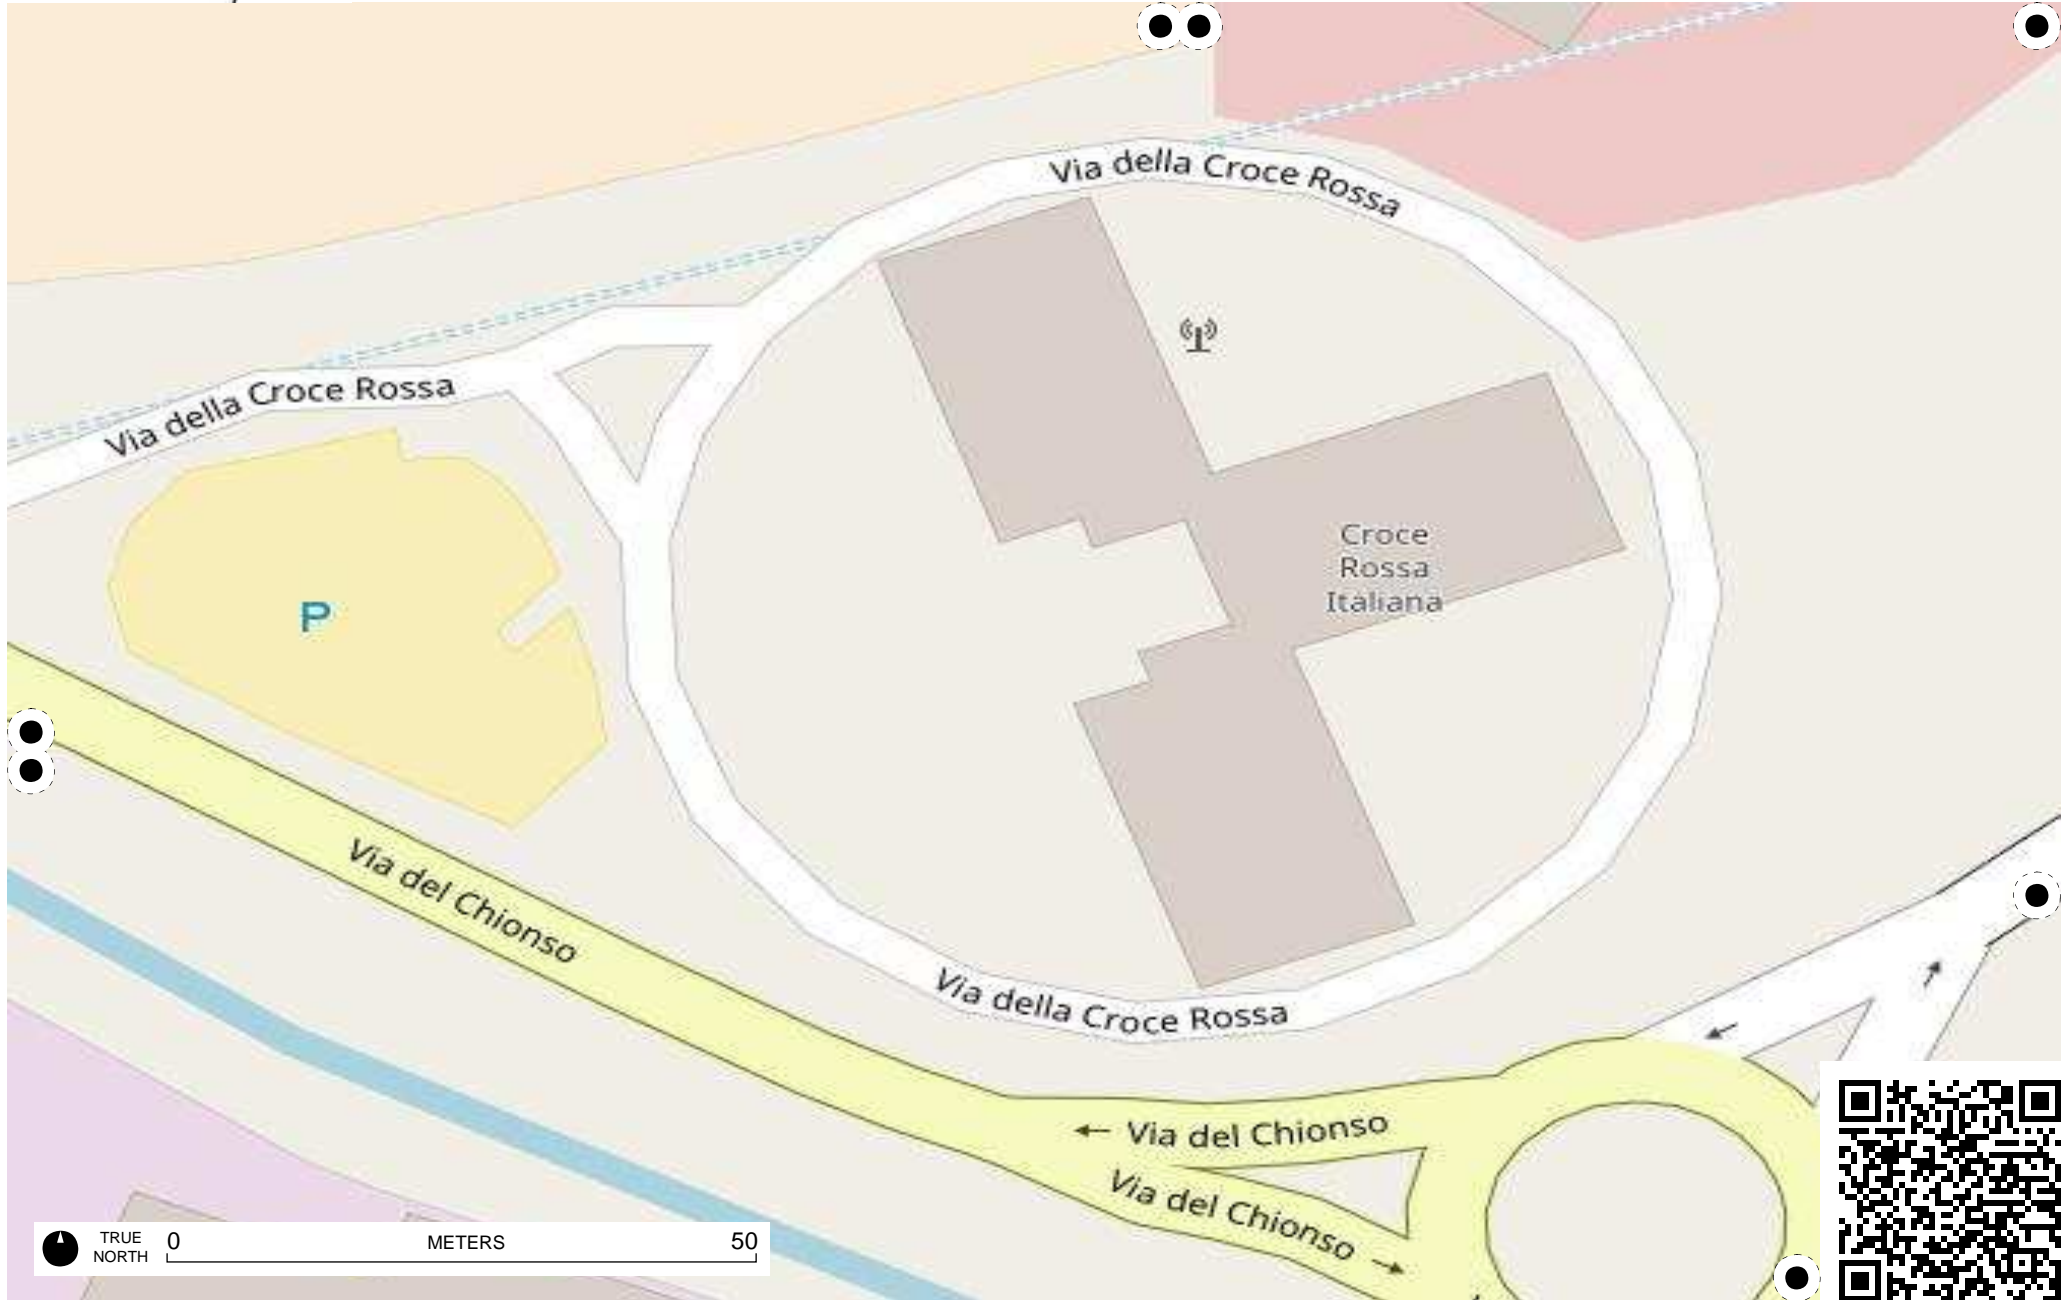 Via della Croce Rossa
Via della Croce Rossa
Croce
Rossa
Italiana
P
Via del Chionso
Via della Croce Rossa
Via del Chionso
Via del Chionso
TRUE
NORTH
0 METERS 50